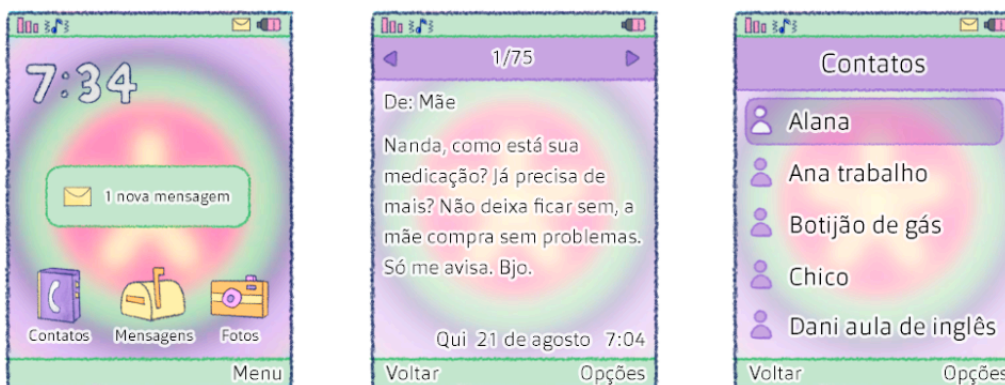 7:34
1 nova mensagem
Contatos Mensagens Fotos
Menu
1/75
De: Mãe
Nanda, como está sua
medicação? Já precisa de
mais? Não deixa ficar sem, a
mãe compra sem problemas.
Só me avisa. Bjo.
Qui 21 de agosto 7:04
Voltar Opções
Contatos
Alana
Ana trabalho
Botijão de gás
Chico
Dani aula de inglês
Voltar Opções